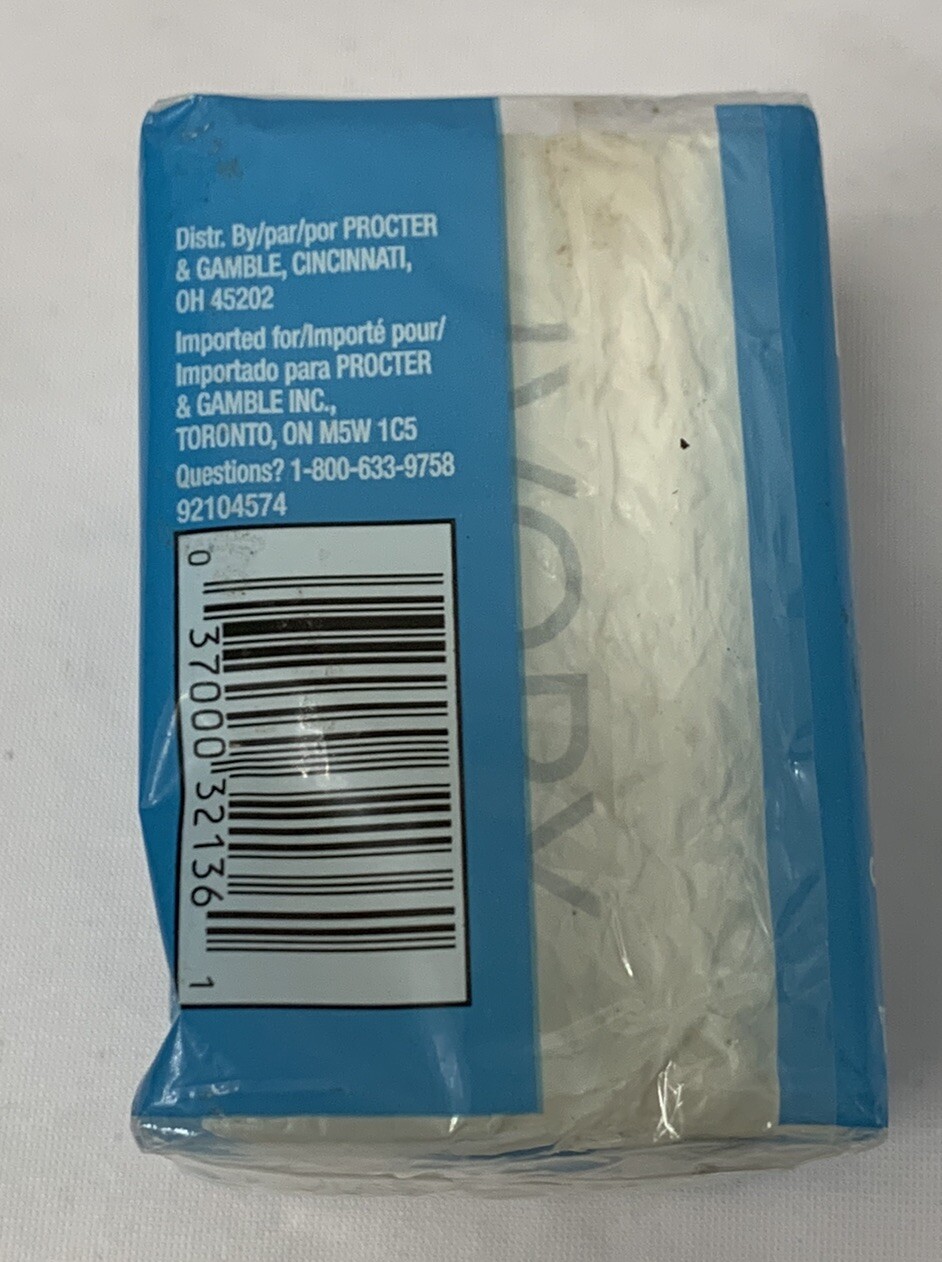 Distr. By/par/por PROCTER
& GAMBLE, CINCINNATI,
OH 45202
Imported for/Importé pour/
Importado para PROCTER
& GAMBLE INC.,
TORONTO, ON M5W 1C5
Questions? 1-800-633-9758
92104574
0 37000 32136 1
IVORY